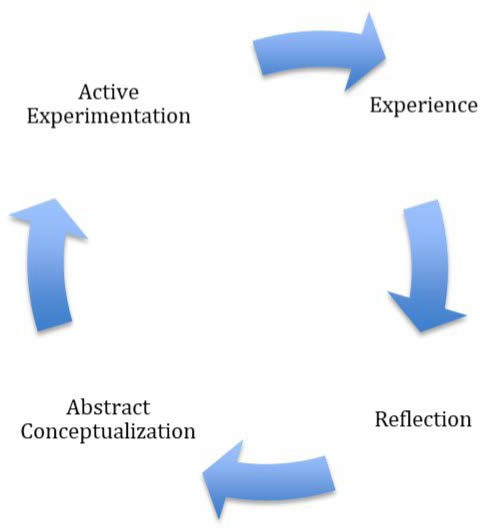 Active
Experimentation
Experience
Abstract
Conceptualization
Reflection